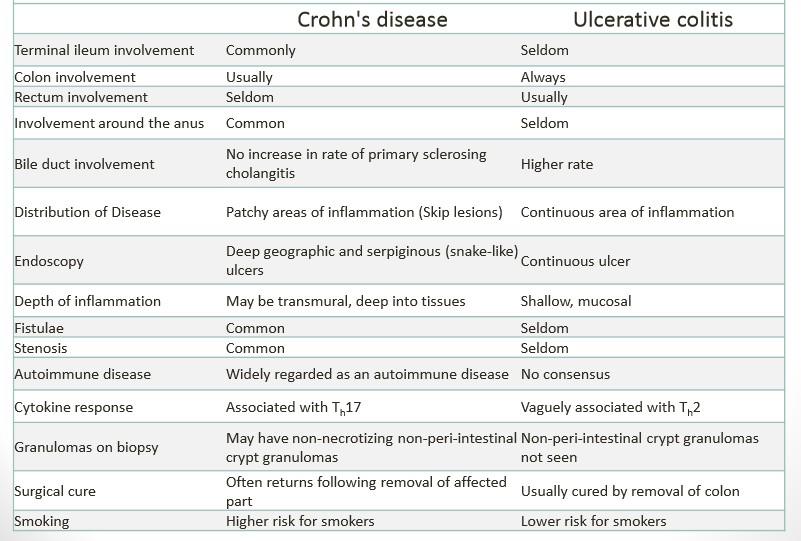 Crohn's disease Ulcerative colitis
Terminal ileum involvement Commonly Seldom
Colon involvement Usually Always
Rectum involvement Seldom Usually
Involvement around the anus Common Seldom
Bile duct involvement No increase in rate of primary sclerosing cholangitis Higher rate
Distribution of Disease Patchy areas of inflammation (Skip lesions) Continuous area of inflammation
Endoscopy Deep geographic and serpiginous (snake-like) ulcers Continuous ulcer
Depth of inflammation May be transmural, deep into tissues Shallow, mucosal
Fistulae Common Seldom
Stenosis Common Seldom
Autoimmune disease Widely regarded as an autoimmune disease No consensus
Cytokine response Associated with Th17 Vaguely associated with Th2
Granulomas on biopsy May have non-necrotizing non-peri-intestinal crypt granulomas Non-peri-intestinal crypt granulomas not seen
Surgical cure Often returns following removal of affected part Usually cured by removal of colon
Smoking Higher risk for smokers Lower risk for smokers